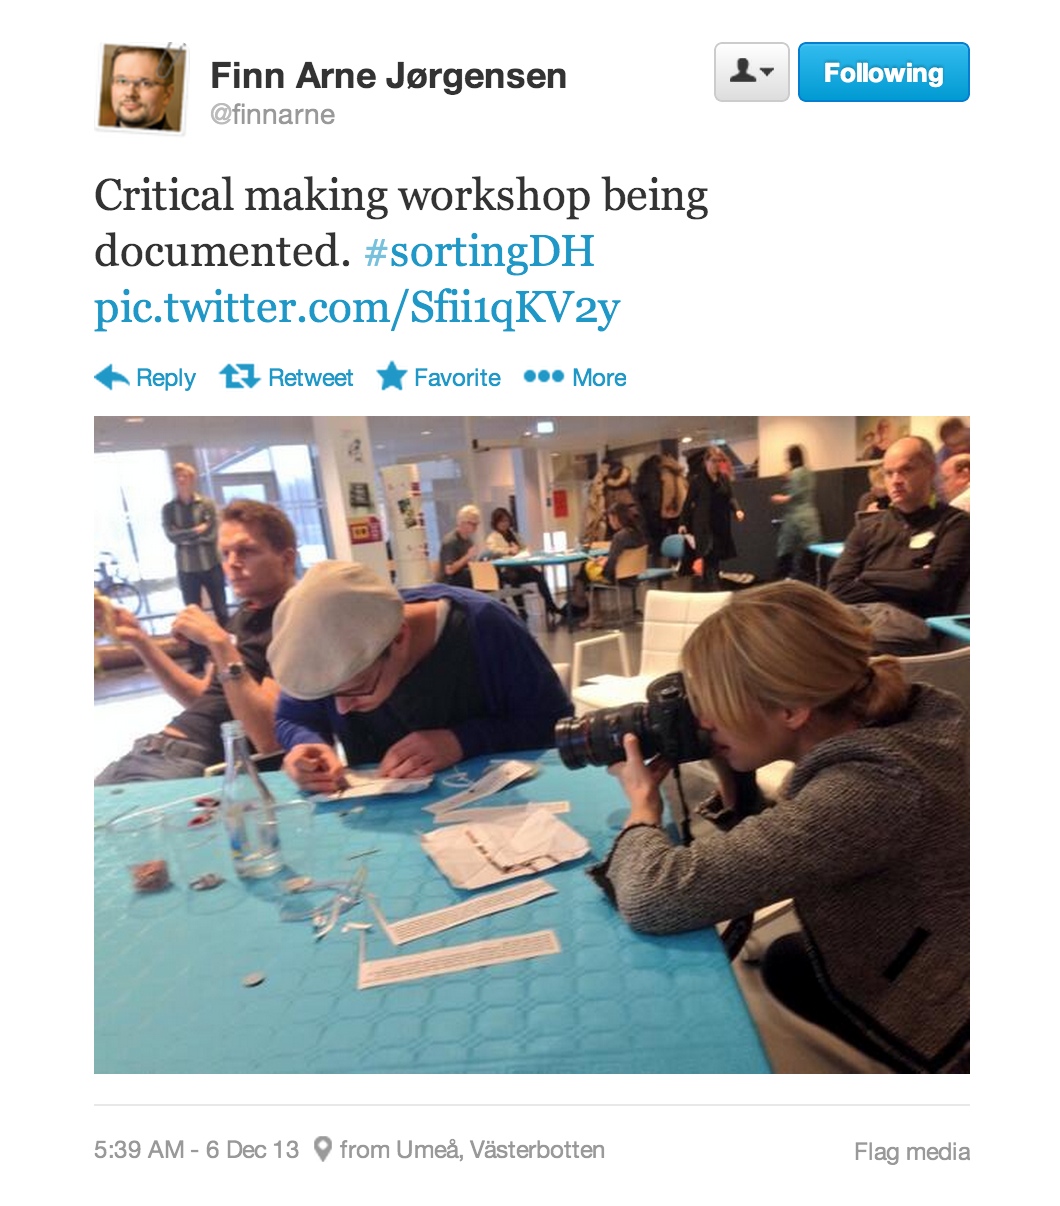 Finn Arne Jørgensen
@finnarne
Following
Critical making workshop being
documented. #sortingDH
pic.twitter.com/Sfii1qKV2y
Reply Retweet Favorite More
5:39 AM - 6 Dec 13 from Umeå, Västerbotten
Flag media